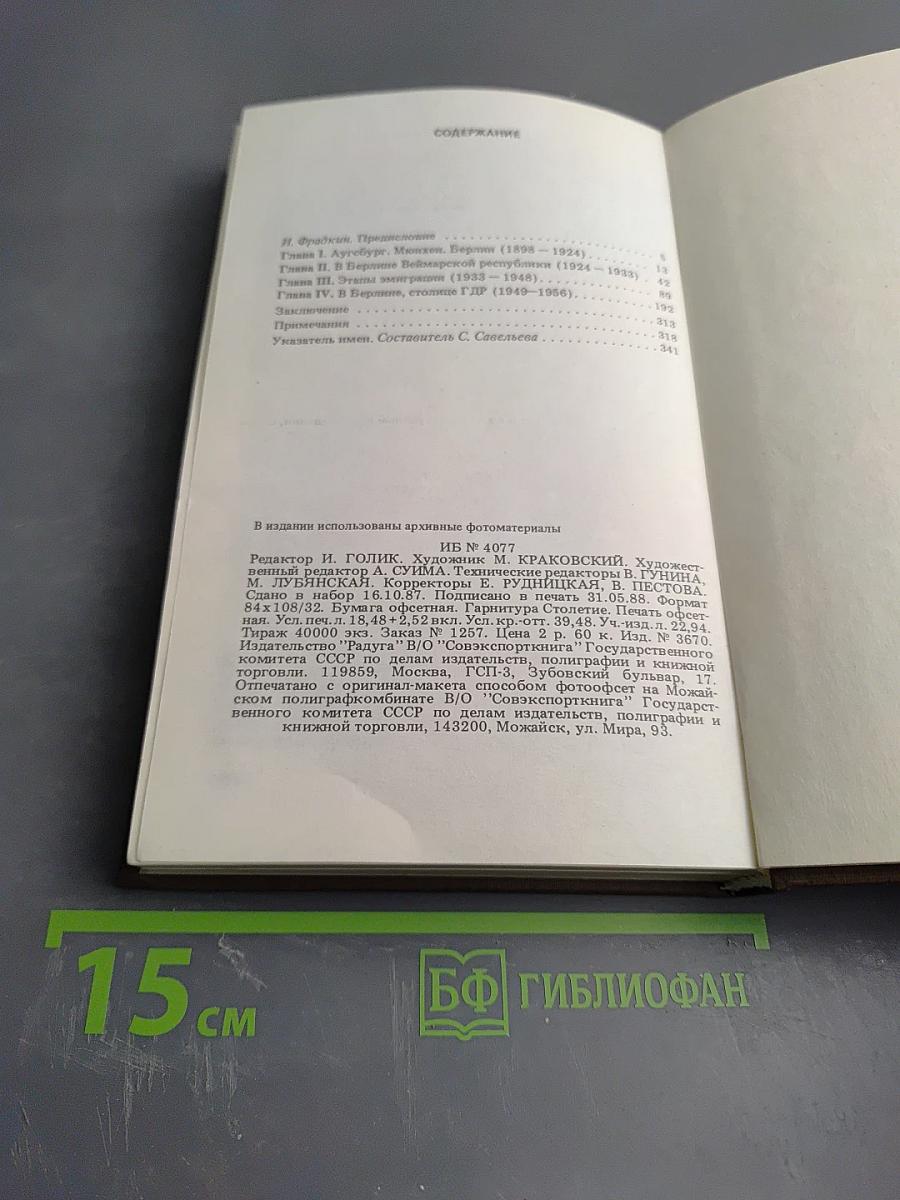 СОДЕРЖАНИЕ
И. Фрадкин. Предисловие . . . . . . . . . . . . . . . . . . . . . . . 5
Глава I. Аугсбург. Мюнхен. Берлин (1898 — 1924) . . . . . . . . 13
Глава II. В Берлине Веймарской республики (1924 — 1933) . 42
Глава III. Этапы эмиграции (1933 — 1948) . . . . . . . . . . . . . 89
Глава IV. В Берлине, столице ГДР (1949—1956) . . . . . . . . . . 192
Заключение . . . . . . . . . . . . . . . . . . . . . . . . . . . . . . 313
Примечания . . . . . . . . . . . . . . . . . . . . . . . . . . . . . . 318
Указатель имен. Составитель С. Савельева . . . . . . . . . . . . 341
В издании использованы архивные фотоматериалы
ИБ № 4077
Редактор И. ГОЛИК. Художник М. КРАКОВСКИЙ. Художест-
венный редактор А. СУИМА. Технические редакторы В. ГУНИНА,
М. ЛУБЯНСКАЯ. Корректоры Е. РУДНИЦКАЯ, В. ПЕСТОВА.
Сдано в набор 16.10.87. Подписано в печать 31.05.88. Формат
84х108/32. Бумага офсетная. Гарнитура Столетие. Печать офсет-
ная. Усл. печ.л. 18,48+2,52 вкл. Усл. кр.-отт. 39,48. Уч.-изд.л. 22,94.
Тираж 40000 экз. Заказ № 1257. Цена 2 р. 60 к. Изд. № 3670.
Издательство "Радуга" В/О "Совэкспорткнига" Государственного
комитета СССР по делам издательств, полиграфии и книжной
торговли. 119859, Москва, ГСП-3, Зубовский бульвар, 17.
Отпечатано с оригинал-макета способом фотоофсет на Можай-
ском полиграфкомбинате В/О "Совэкспорткнига" Государст-
венного комитета СССР по делам издательств, полиграфии и
книжной торговли, 143200, Можайск, ул. Мира, 93.
15 см
БФ ГИБЛИОФАН